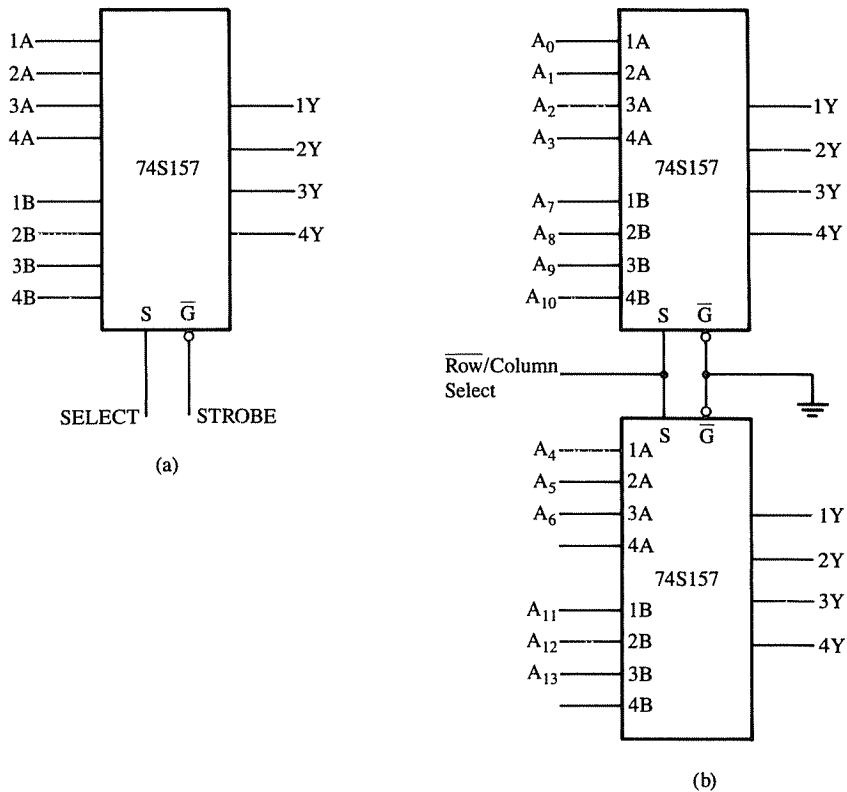 1A
2A
3A
4A
1B
2B
3B
4B
74S157
1Y
2Y
3Y
4Y
S G̅
SELECT STROBE
(a)
A₀ 1A
A₁ 2A
A₂ 3A
A₃ 4A
A₇ 1B
A₈ 2B
A₉ 3B
A₁₀ 4B
74S157
1Y
2Y
3Y
4Y
S G̅
R̅o̅w̅/Column
Select
S G̅
A₄ 1A
A₅ 2A
A₆ 3A
4A
A₁₁ 1B
A₁₂ 2B
A₁₃ 3B
4B
74S157
1Y
2Y
3Y
4Y
(b)